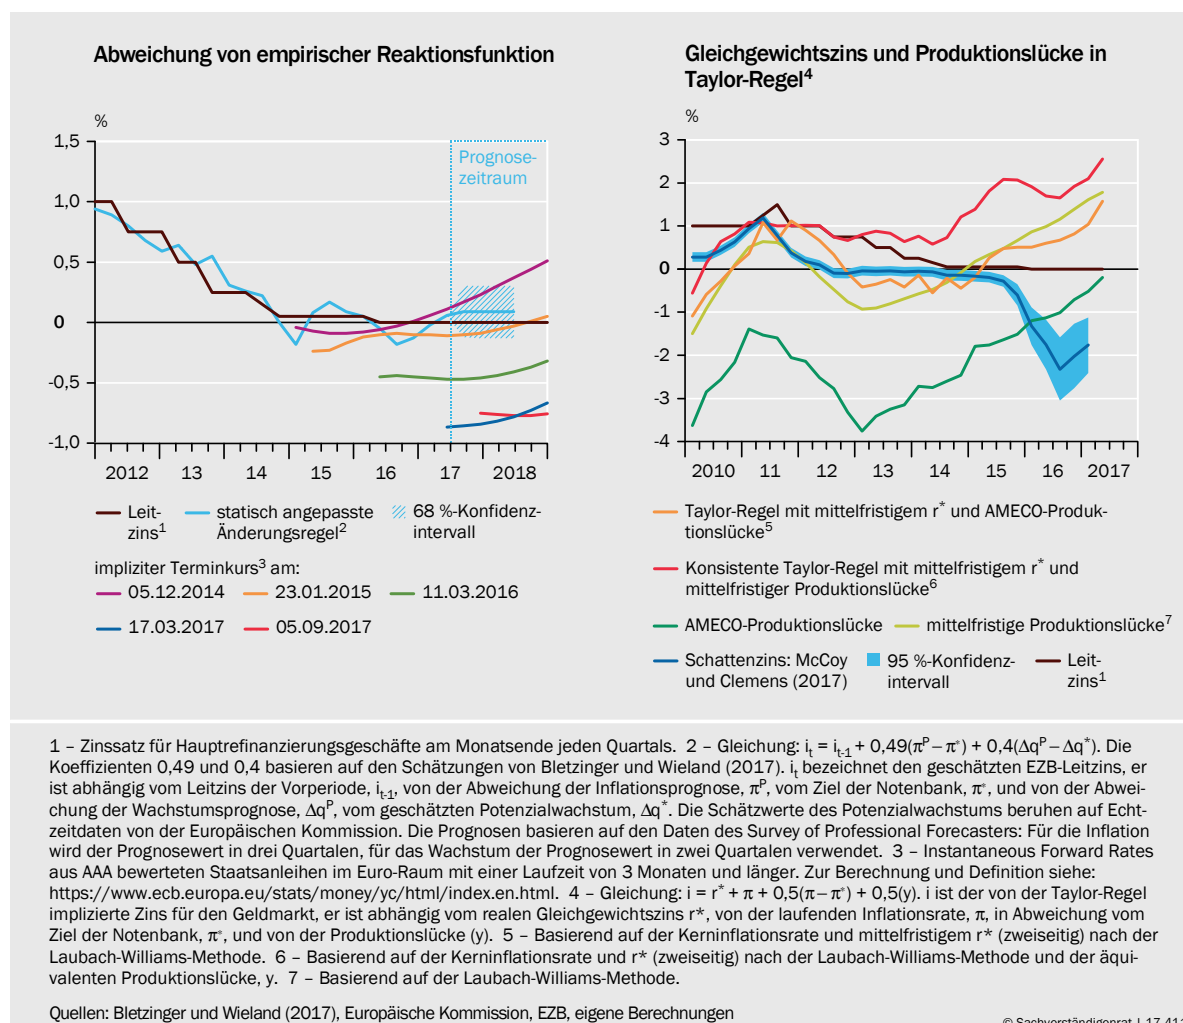 Abweichung von empirischer Reaktionsfunktion
%
1,5
1,0
0,5
0
-0,5
-1,0
Prognose-
zeitraum
2012 13 14 15 16 17 2018
Leit-
zins1
statisch angepasste
Änderungsregel2
68 %-Konfidenz-
intervall
impliziter Terminkurs3 am:
05.12.2014 23.01.2015 11.03.2016
17.03.2017 05.09.2017
Gleichgewichtszins und Produktionslücke in
Taylor-Regel4
%
3
2
1
0
-1
-2
-3
-4
2010 11 12 13 14 15 16 2017
Taylor-Regel mit mittelfristigem r* und AMECO-Produk-
tionslücke5
Konsistente Taylor-Regel mit mittelfristigem r* und
mittelfristiger Produktionslücke6
AMECO-Produktionslücke mittelfristige Produktionslücke7
Schattenzins: McCoy
und Clemens (2017)
95 %-Konfidenz-
intervall
Leit-
zins1
1 – Zinssatz für Hauptrefinanzierungsgeschäfte am Monatsende jeden Quartals. 2 – Gleichung: it = it-1 + 0,49(πP – π*) + 0,4(ΔqP – Δq*). Die
Koeffizienten 0,49 und 0,4 basieren auf den Schätzungen von Bletzinger und Wieland (2017). it bezeichnet den geschätzten EZB-Leitzins, er
ist abhängig vom Leitzins der Vorperiode, it-1, von der Abweichung der Inflationsprognose, πP, vom Ziel der Notenbank, π*, und von der Abwei-
chung der Wachstumsprognose, ΔqP, vom geschätzten Potenzialwachstum, Δq*. Die Schätzwerte des Potenzialwachstums beruhen auf Echt-
zeitdaten von der Europäischen Kommission. Die Prognosen basieren auf den Daten des Survey of Professional Forecasters: Für die Inflation
wird der Prognosewert in drei Quartalen, für das Wachstum der Prognosewert in zwei Quartalen verwendet. 3 – Instantaneous Forward Rates
aus AAA bewerteten Staatsanleihen im Euro-Raum mit einer Laufzeit von 3 Monaten und länger. Zur Berechnung und Definition siehe:
https://www.ecb.europa.eu/stats/money/yc/html/index.en.html. 4 – Gleichung: i = r* + π + 0,5(π – π*) + 0,5(y). i ist der von der Taylor-Regel
implizierte Zins für den Geldmarkt, er ist abhängig vom realen Gleichgewichtszins r*, von der laufenden Inflationsrate, π, in Abweichung vom
Ziel der Notenbank, π*, und von der Produktionslücke (y). 5 – Basierend auf der Kerninflationsrate und mittelfristigem r* (zweiseitig) nach der
Laubach-Williams-Methode. 6 – Basierend auf der Kerninflationsrate und r* (zweiseitig) nach der Laubach-Williams-Methode und der äqui-
valenten Produktionslücke, y. 7 – Basierend auf der Laubach-Williams-Methode.
Quellen: Bletzinger und Wieland (2017), Europäische Kommission, EZB, eigene Berechnungen